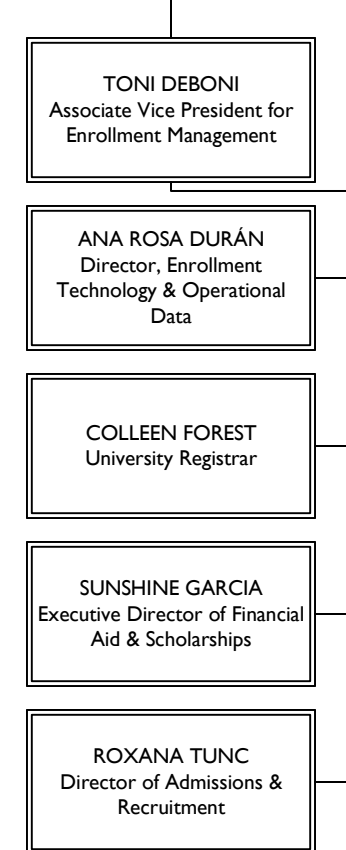 TONI DEBONI
Associate Vice President for
Enrollment Management
ANA ROSA DURÁN
Director, Enrollment
Technology & Operational
Data
COLLEEN FOREST
University Registrar
SUNSHINE GARCIA
Executive Director of Financial
Aid & Scholarships
ROXANA TUNC
Director of Admissions &
Recruitment